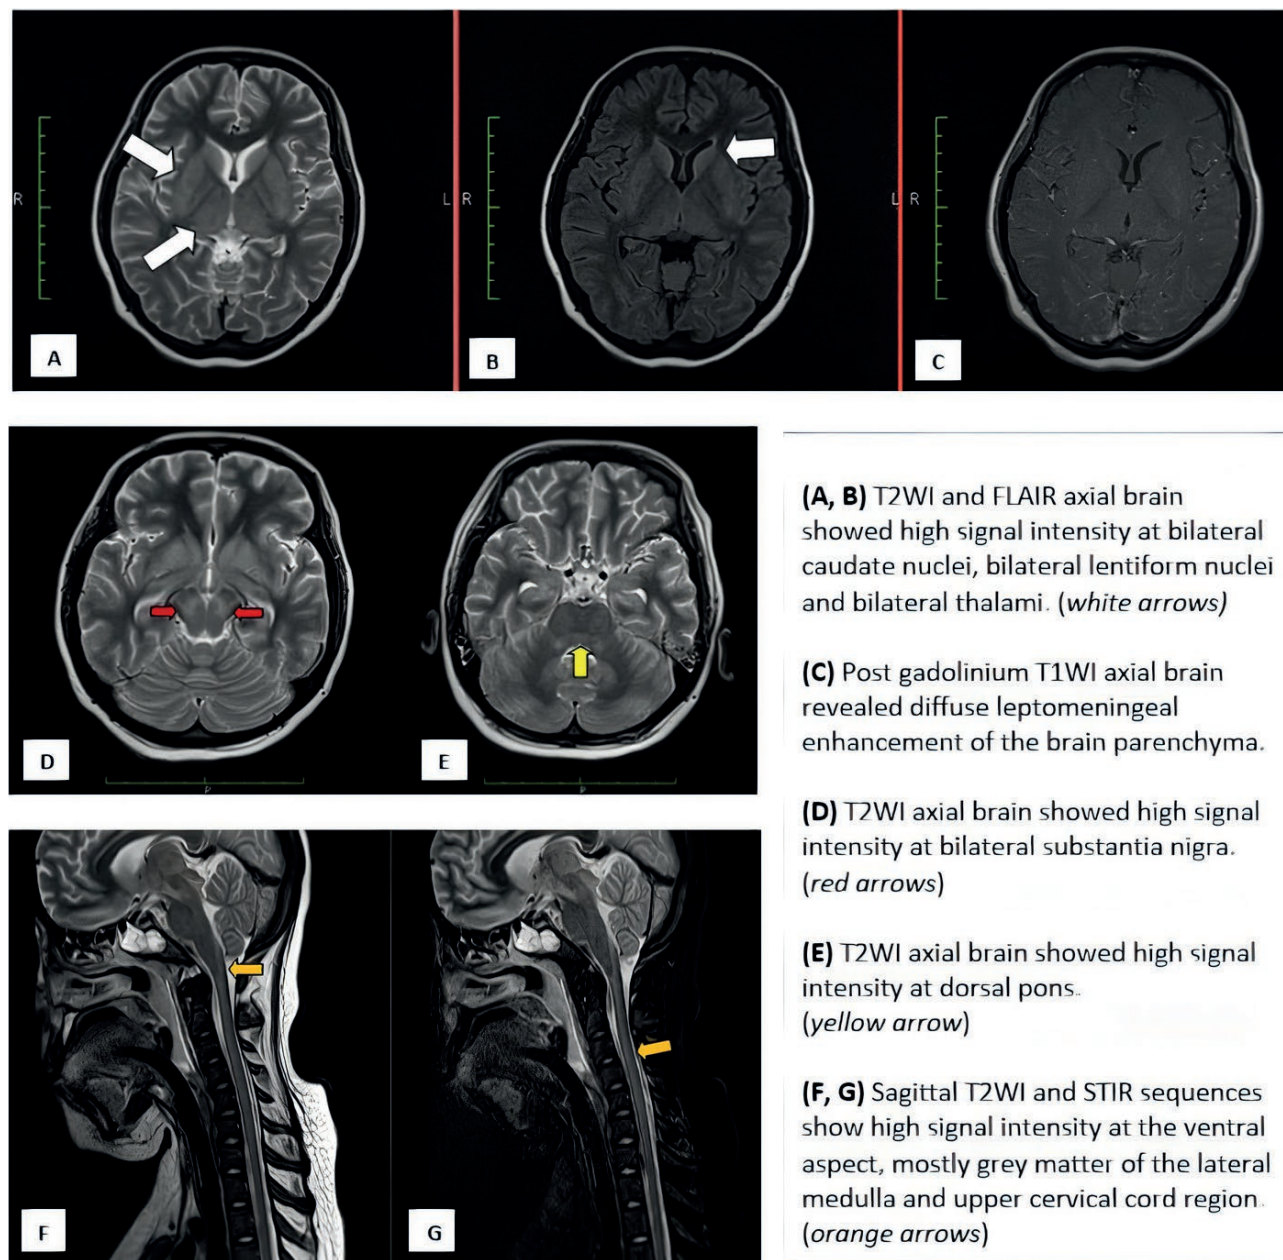 R
L
R
L
R
A
B
C
D
E
P
P
(A, B) T2WI and FLAIR axial brain
showed high signal intensity at bilateral
caudate nuclei, bilateral lentiform nuclei
and bilateral thalami. (white arrows)
(C) Post gadolinium T1WI axial brain
revealed diffuse leptomeningeal
enhancement of the brain parenchyma.
(D) T2WI axial brain showed high signal
intensity at bilateral substantia nigra.
(red arrows)
(E) T2WI axial brain showed high signal
intensity at dorsal pons.
(yellow arrow)
(F, G) Sagittal T2WI and STIR sequences
show high signal intensity at the ventral
aspect, mostly grey matter of the lateral
medulla and upper cervical cord region.
(orange arrows)
F
G